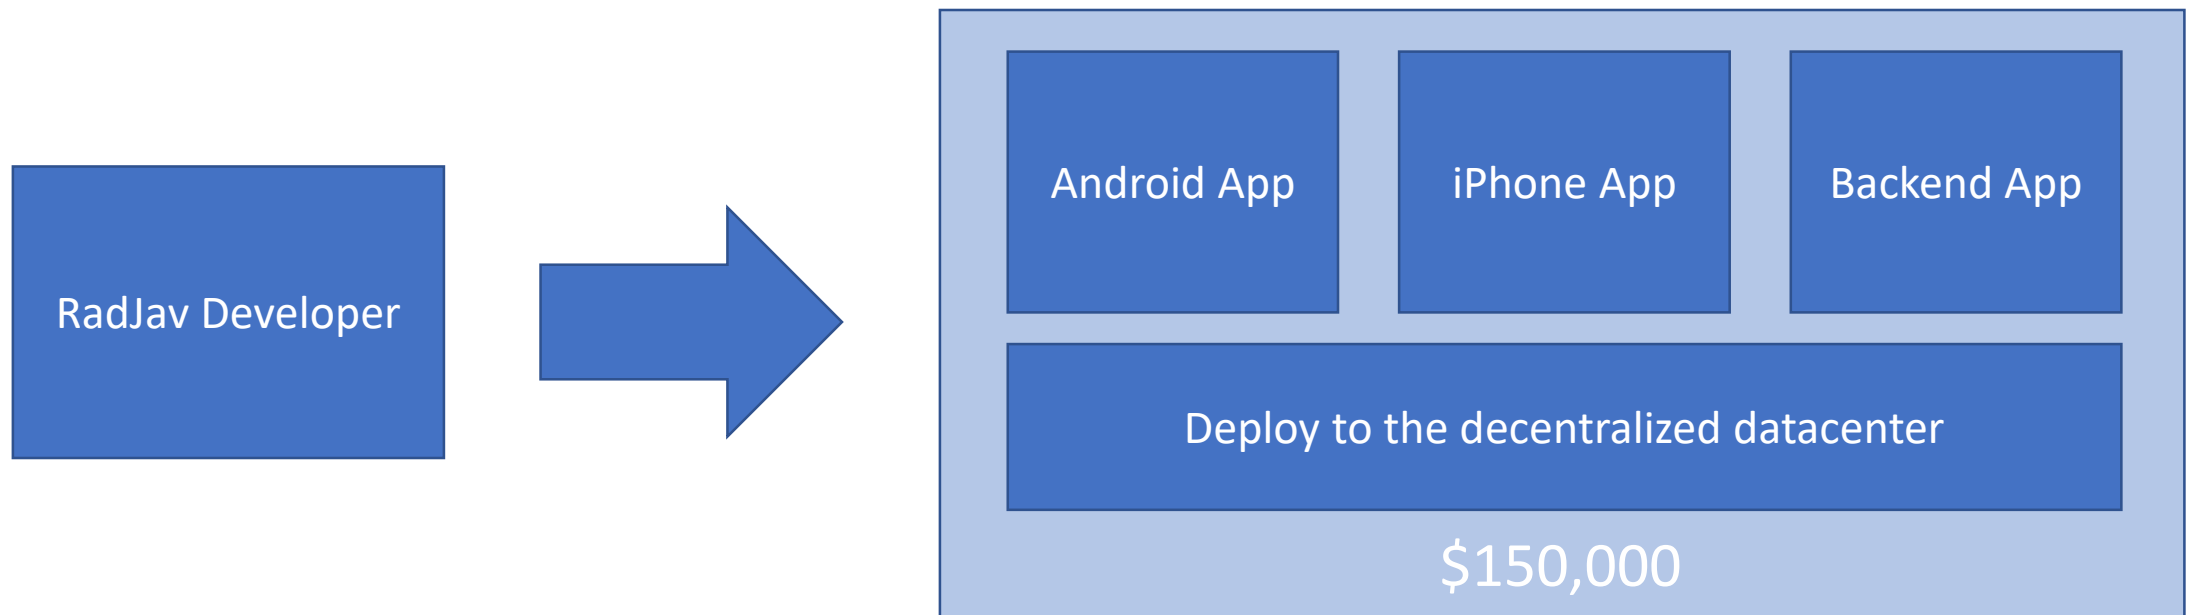 RadJav Developer
Android App
iPhone App
Backend App
Deploy to the decentralized datacenter
$150,000